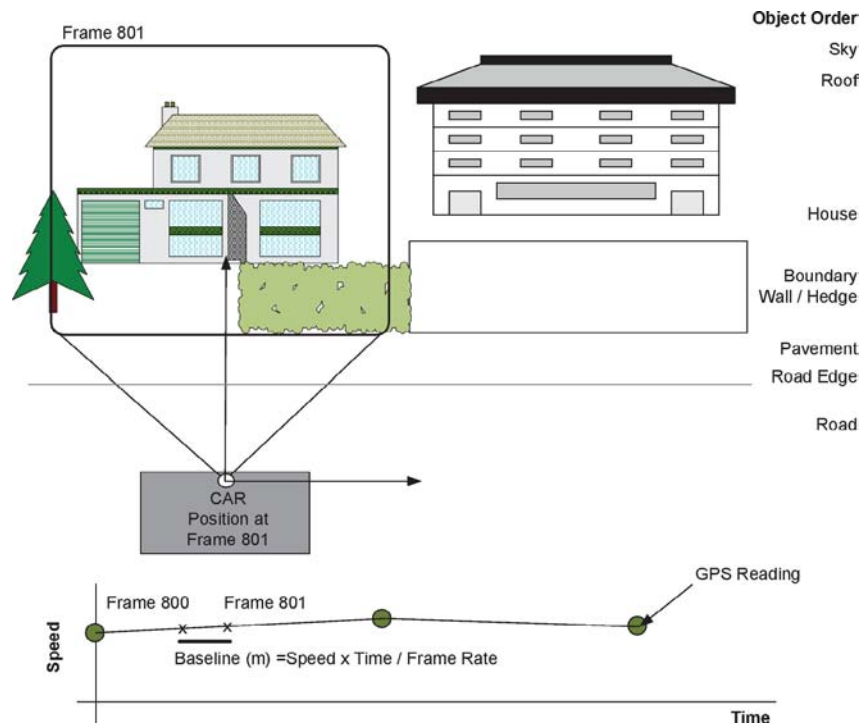 Object Order
Frame 801
Sky
Roof
House
Boundary
Wall / Hedge
Pavement
Road Edge
Road
CAR
Position at
Frame 801
GPS Reading
Frame 800
Frame 801
Baseline (m) =Speed x Time / Frame Rate
Speed
Time